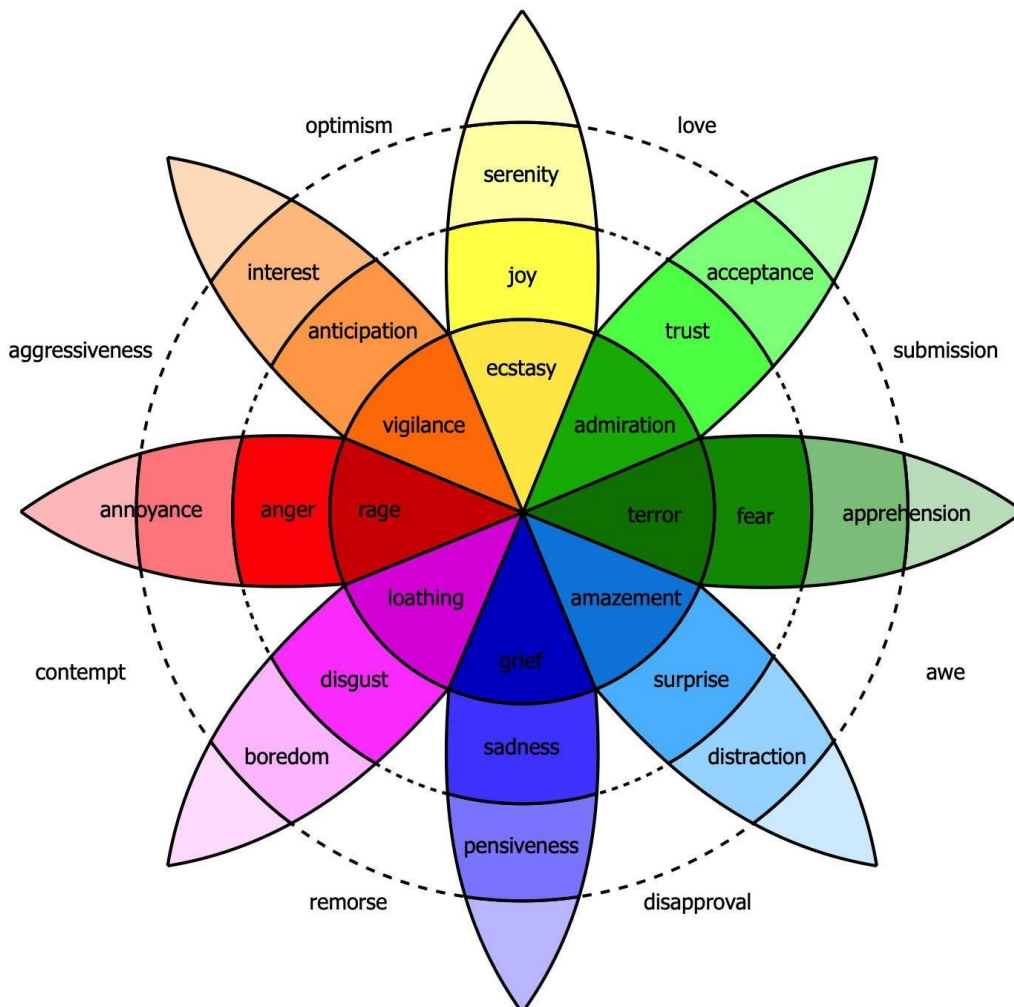 optimism
love
serenity
interest
acceptance
joy
anticipation
trust
aggressiveness
submission
ecstasy
vigilance
admiration
annoyance
anger
rage
terror
fear
apprehension
loathing
amazement
contempt
awe
grief
disgust
surprise
sadness
boredom
distraction
pensiveness
remorse
disapproval